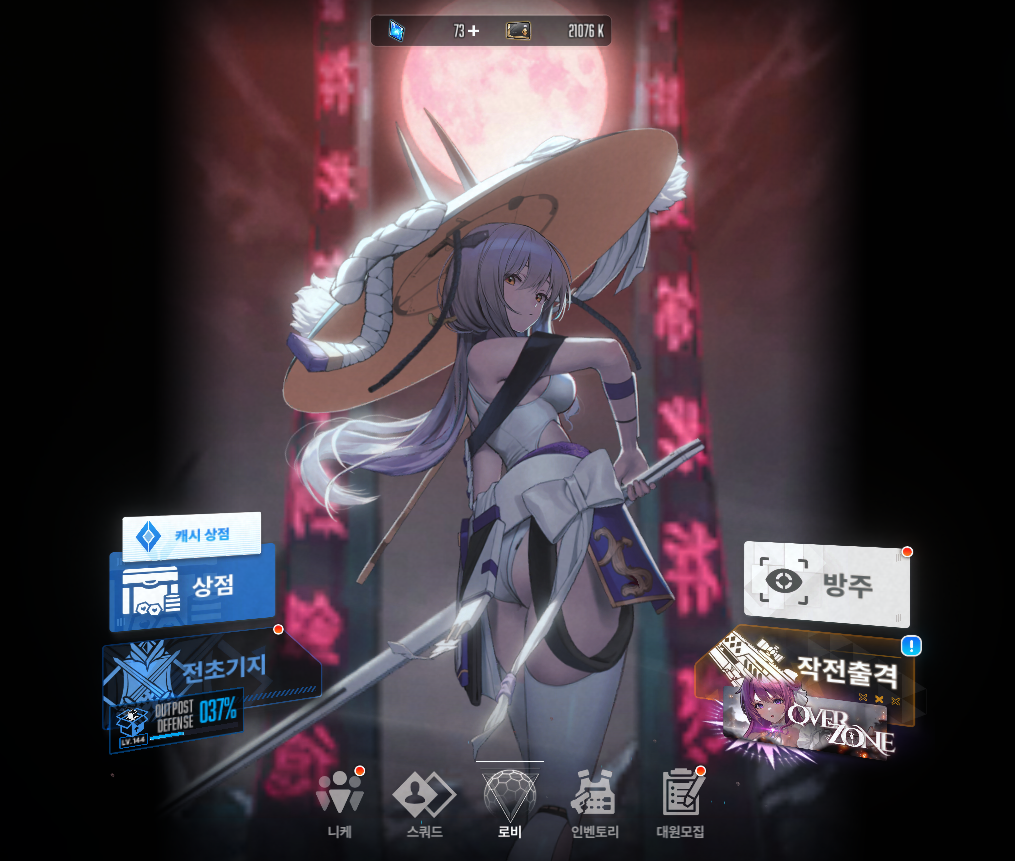 73+
21076 K
캐시 상점
상점
전초기지
OUTPOST
DEFENSE
037%
LV.144
방주
작전출격
OVER
ZONE
니케
스쿼드
로비
인벤토리
대원모집